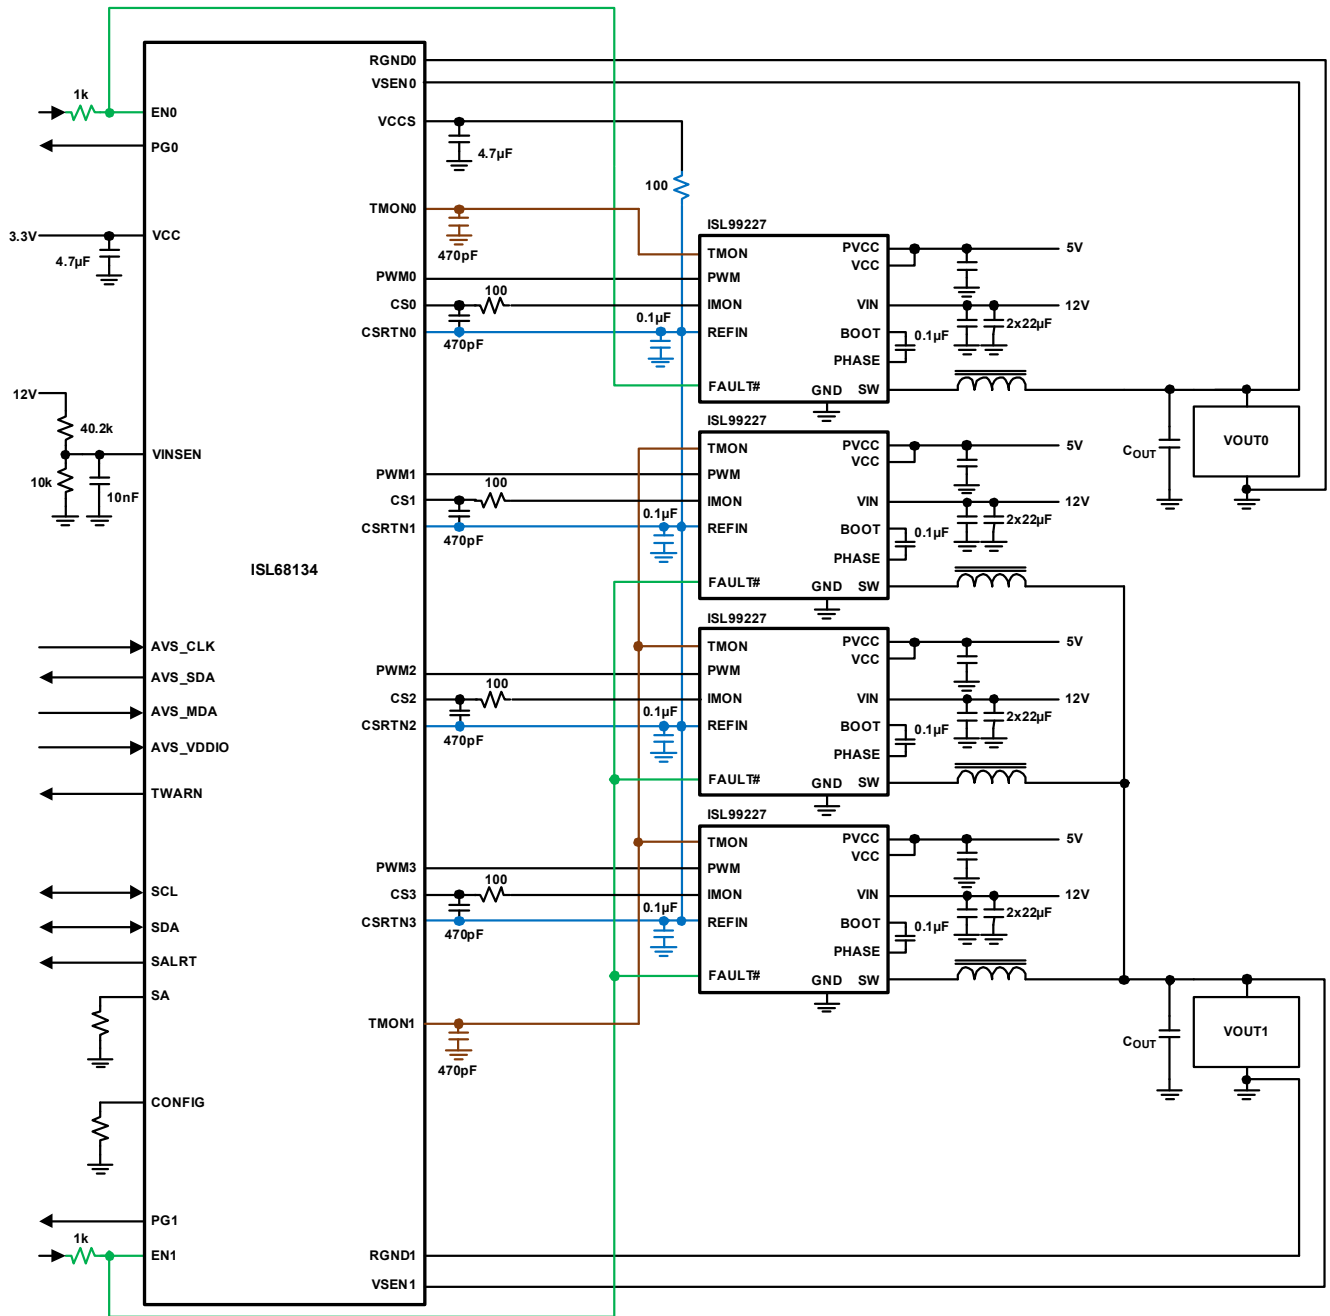 RGND0
VSEN0
1k
EN0
VCCS
PG0
4.7µF
100
TMON0
3.3V
VCC
4.7µF
470pF
ISL99227
TMON
PVCC
VCC
5V
PWM0
PWM
CS0
100
IMON
VIN
12V
CSRTN0
470pF
0.1µF
REFIN
BOOT
0.1µF
2x22µF
PHASE
FAULT#
GND
SW
12V
40.2k
VINSEN
10k
10nF
ISL99227
TMON
PVCC
VCC
5V
COUT
VOUT0
PWM1
PWM
CS1
100
IMON
VIN
12V
CSRTN1
470pF
0.1µF
REFIN
BOOT
0.1µF
2x22µF
PHASE
FAULT#
GND
SW
ISL68134
ISL99227
AVS_CLK
TMON
PVCC
VCC
5V
AVS_SDA
PWM2
PWM
CS2
100
IMON
VIN
12V
AVS_MDA
CSRTN2
470pF
0.1µF
REFIN
BOOT
0.1µF
2x22µF
AVS_VDDIO
PHASE
FAULT#
GND
SW
TWARN
ISL99227
TMON
PVCC
VCC
5V
PWM3
PWM
SCL
CS3
100
IMON
VIN
12V
SDA
CSRTN3
470pF
0.1µF
REFIN
BOOT
0.1µF
2x22µF
PHASE
SALRT
FAULT#
GND
SW
SA
TMON1
470pF
COUT
VOUT1
CONFIG
PG1
1k
EN1
RGND1
VSEN1